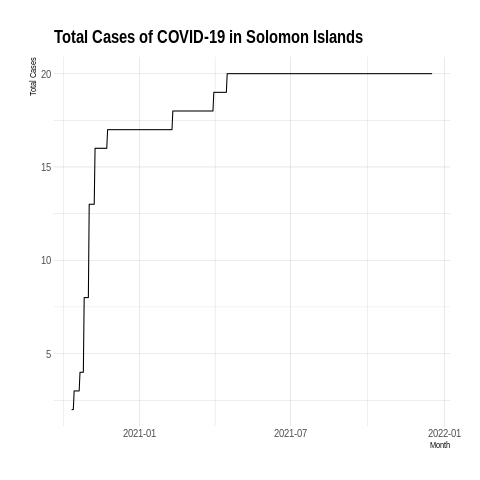 Total Cases of COVID-19 in Solomon Islands
Total Cases
20
15
10
5
2021-01
2021-07
2022-01
Month